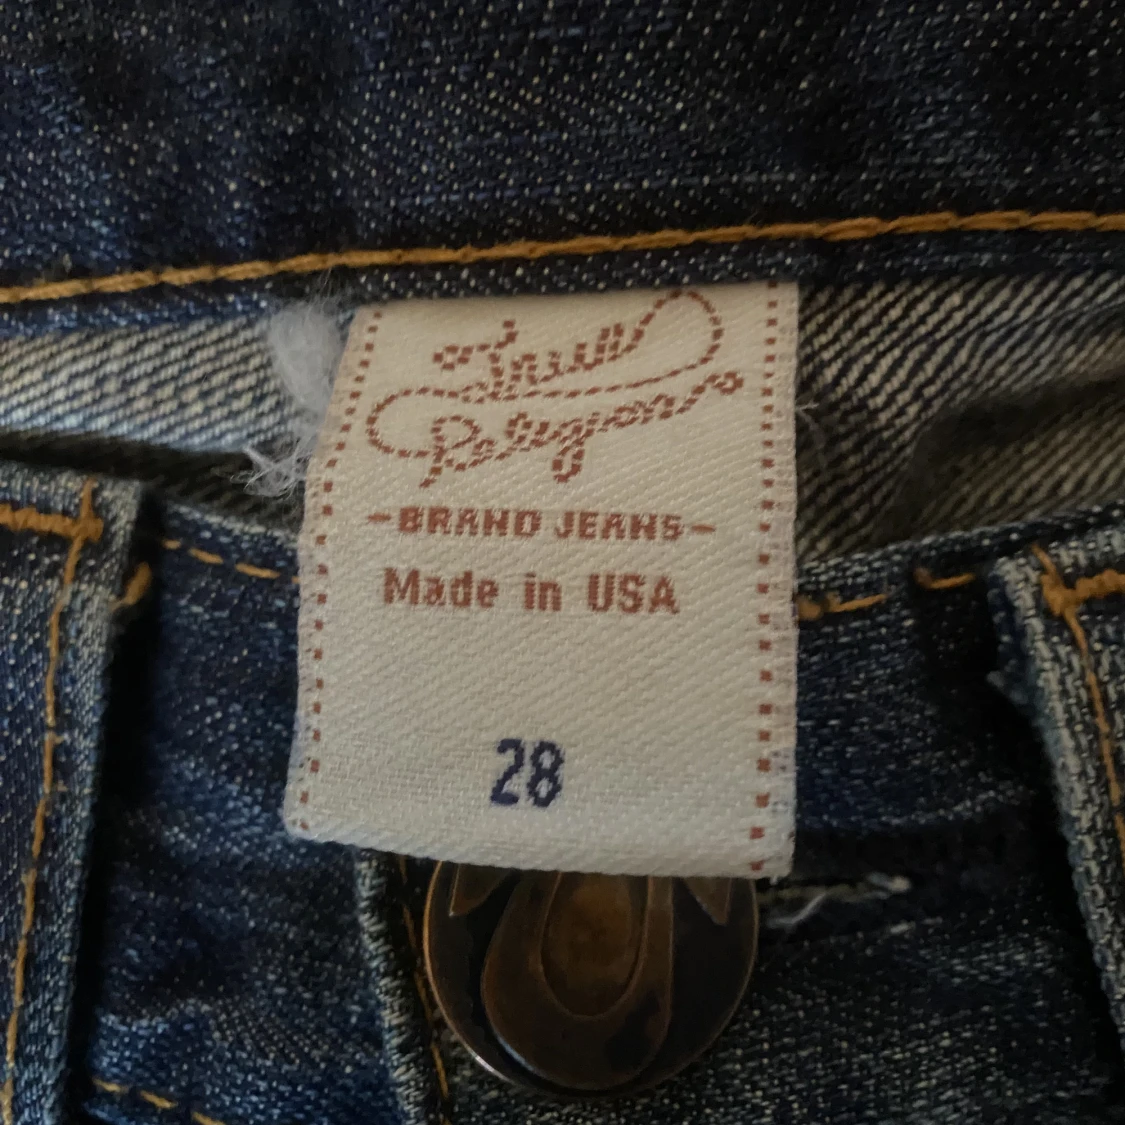 True
Religion
-BRAND JEANS-
Made in USA
28